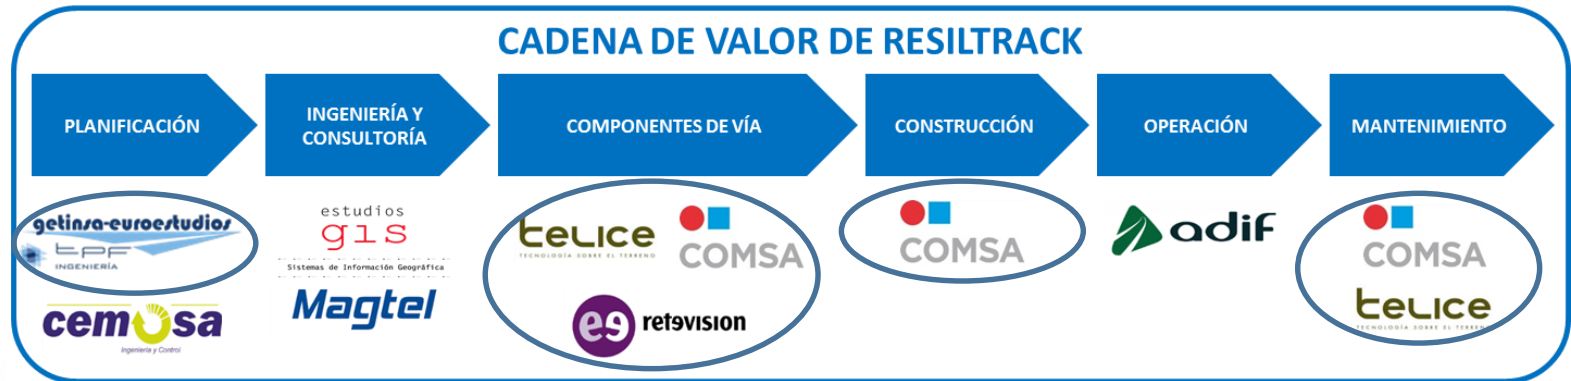 CADENA DE VALOR DE RESILTRACK
PLANIFICACIÓN
INGENIERÍA Y
CONSULTORÍA
COMPONENTES DE VÍA
CONSTRUCCIÓN
OPERACIÓN
MANTENIMIENTO
getinsa-euroestudios
tpf
INGENIERÍA
cemosa
Ingeniería y Control
estudios
gis
Sistemas de Información Geográfica
Magtel
telice
TECNOLOGÍA SOBRE EL TERRENO
COMSA
retevision
COMSA
adif
COMSA
telice
TECNOLOGÍA SOBRE EL TERRENO